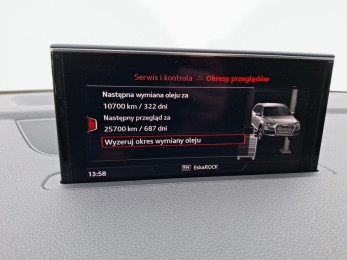 Serwis i kontrola Okresy przeglądów
Następna wymiana oleju za
10700 km / 322 dni
Następny przegląd za
25700 km / 687 dni
Wyzeruj okres wymiany oleju
13:58 EskaROCK